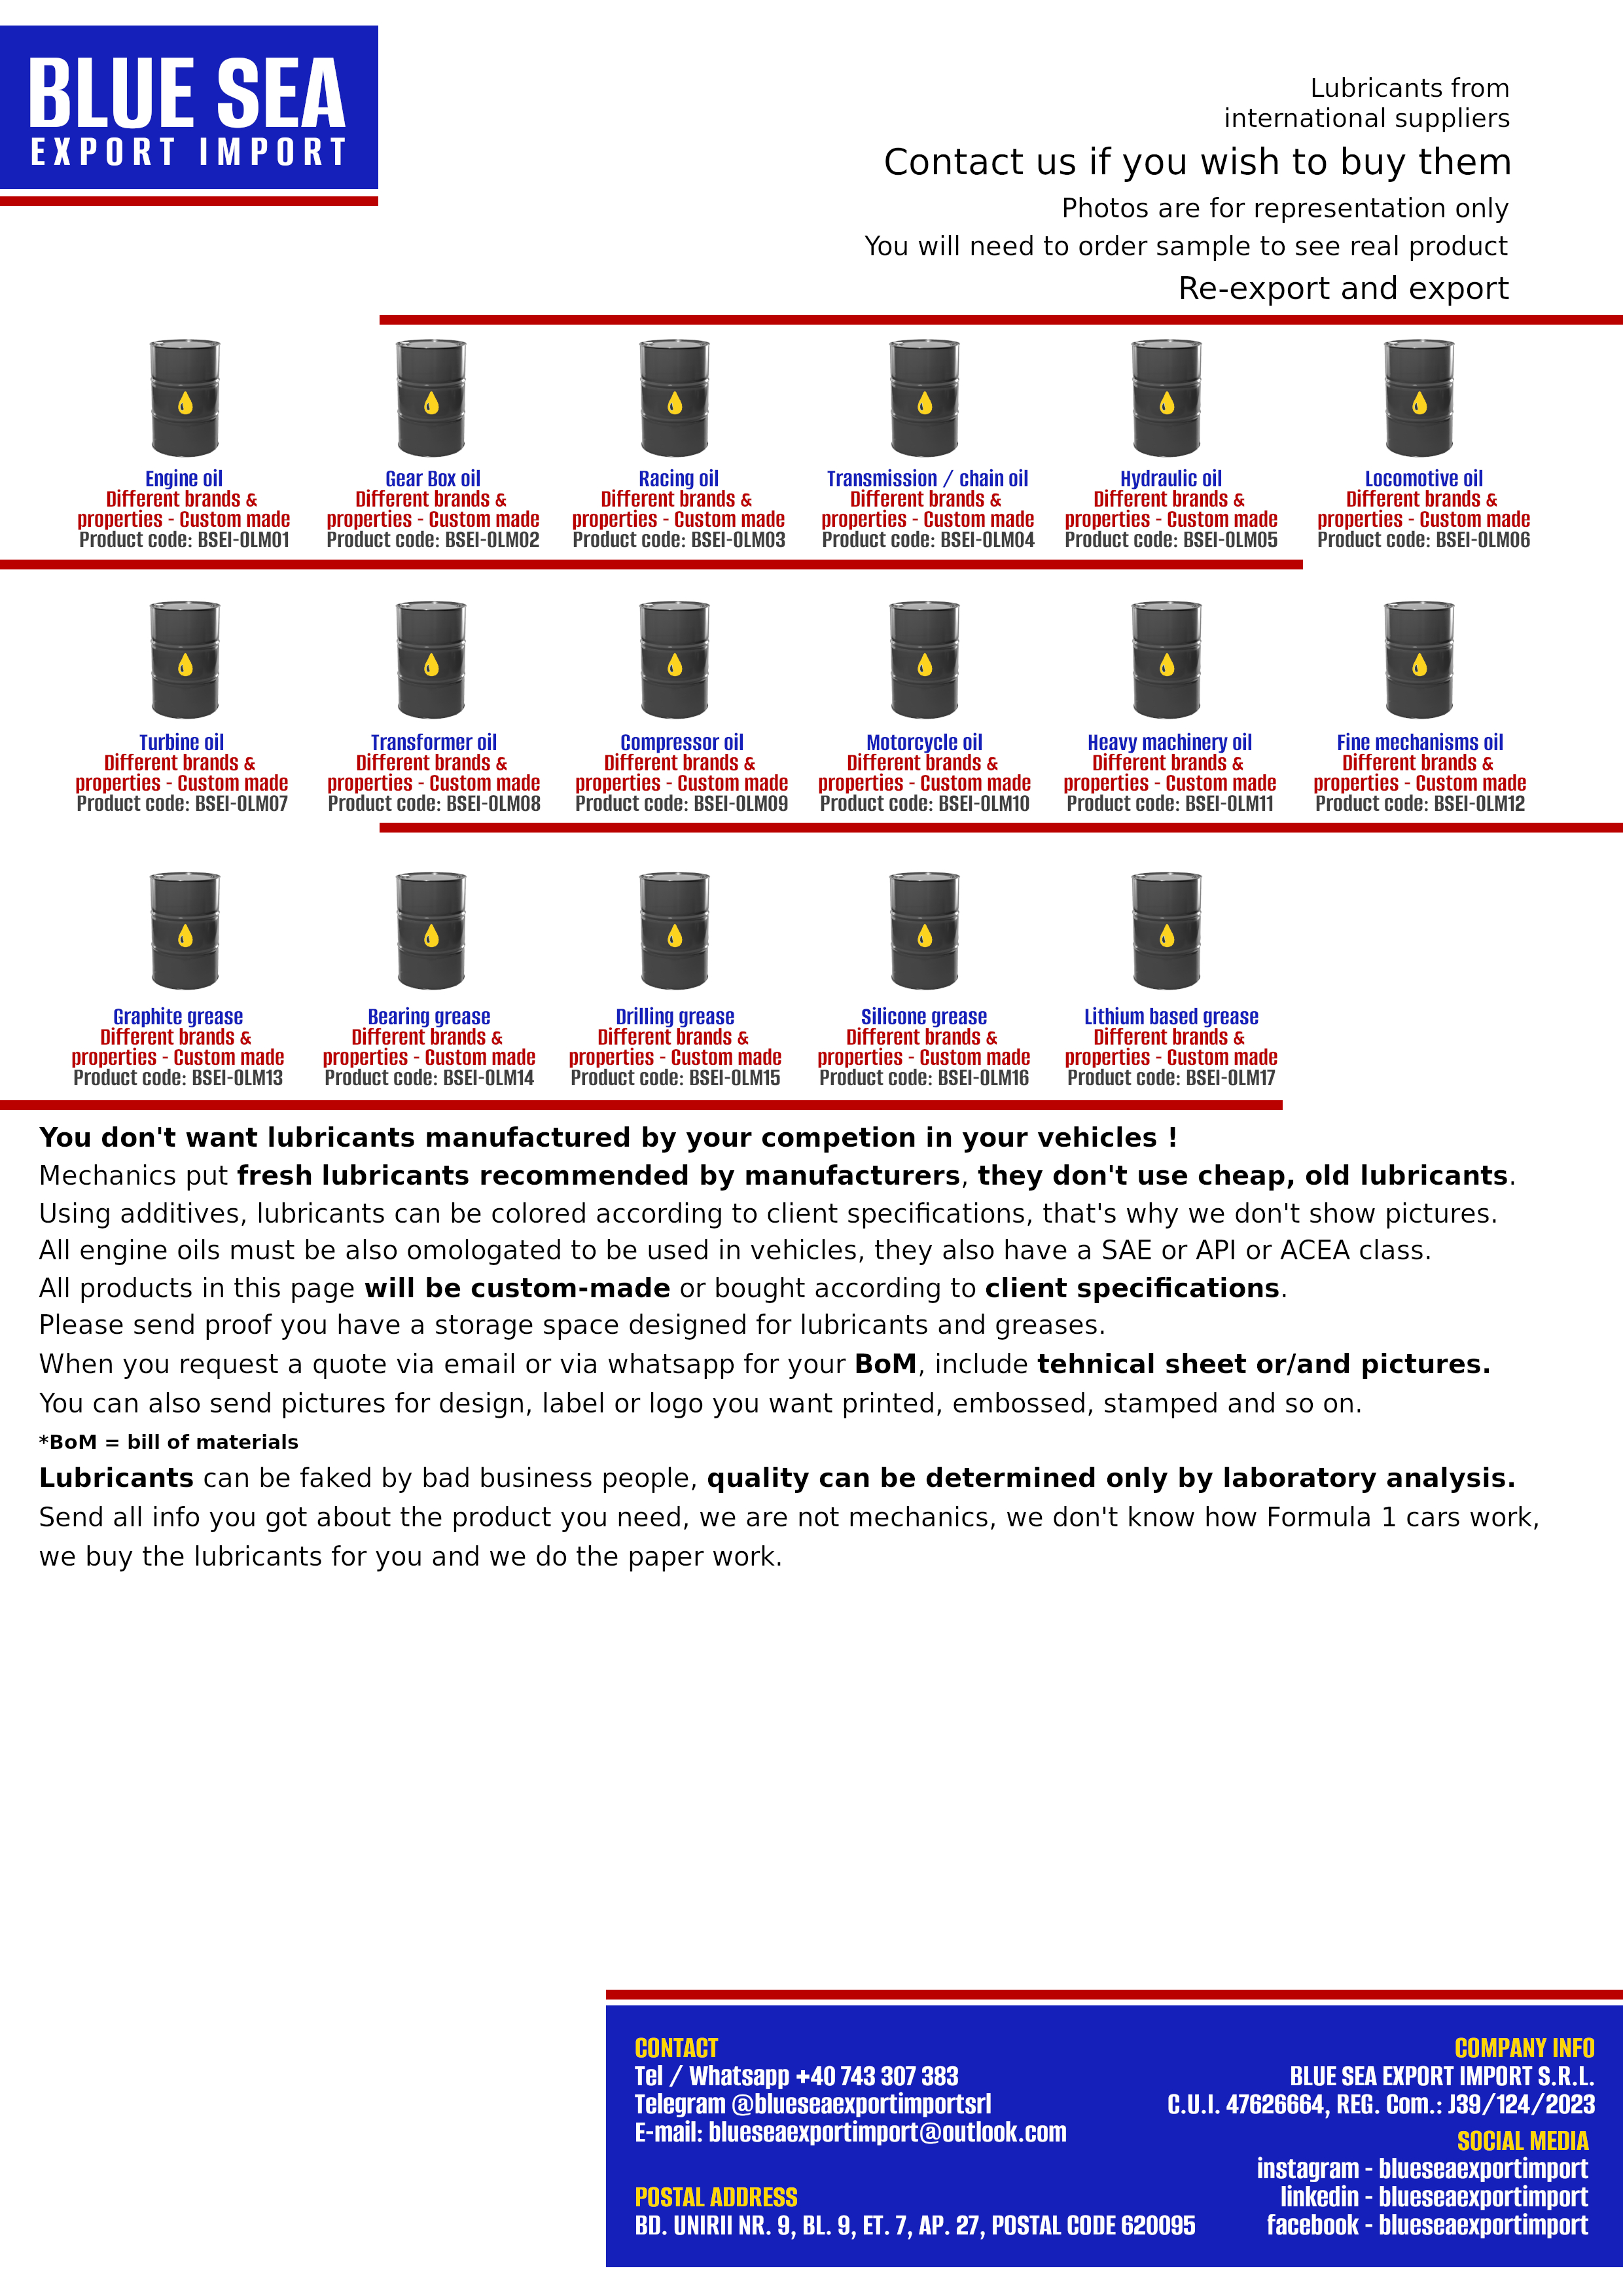 BLUE SEA
EXPORT IMPORT
Lubricants from
international suppliers
Contact us if you wish to buy them
Photos are for representation only
You will need to order sample to see real product
Re-export and export
Engine oil
Different brands &
properties - Custom made
Product code: BSEI-OLM01
Gear Box oil
Different brands &
properties - Custom made
Product code: BSEI-OLM02
Racing oil
Different brands &
properties - Custom made
Product code: BSEI-OLM03
Transmission / chain oil
Different brands &
properties - Custom made
Product code: BSEI-OLM04
Hydraulic oil
Different brands &
properties - Custom made
Product code: BSEI-OLM05
Locomotive oil
Different brands &
properties - Custom made
Product code: BSEI-OLM06
Turbine oil
Different brands &
properties - Custom made
Product code: BSEI-OLM07
Transformer oil
Different brands &
properties - Custom made
Product code: BSEI-OLM08
Compressor oil
Different brands &
properties - Custom made
Product code: BSEI-OLM09
Motorcycle oil
Different brands &
properties - Custom made
Product code: BSEI-OLM10
Heavy machinery oil
Different brands &
properties - Custom made
Product code: BSEI-OLM11
Fine mechanisms oil
Different brands &
properties - Custom made
Product code: BSEI-OLM12
Graphite grease
Different brands &
properties - Custom made
Product code: BSEI-OLM13
Bearing grease
Different brands &
properties - Custom made
Product code: BSEI-OLM14
Drilling grease
Different brands &
properties - Custom made
Product code: BSEI-OLM15
Silicone grease
Different brands &
properties - Custom made
Product code: BSEI-OLM16
Lithium based grease
Different brands &
properties - Custom made
Product code: BSEI-OLM17
You don't want lubricants manufactured by your competion in your vehicles !
Mechanics put fresh lubricants recommended by manufacturers, they don't use cheap, old lubricants.
Using additives, lubricants can be colored according to client specifications, that's why we don't show pictures.
All engine oils must be also omologated to be used in vehicles, they also have a SAE or API or ACEA class.
All products in this page will be custom-made or bought according to client specifications.
Please send proof you have a storage space designed for lubricants and greases.
When you request a quote via email or via whatsapp for your BoM, include tehnical sheet or/and pictures.
You can also send pictures for design, label or logo you want printed, embossed, stamped and so on.
*BoM = bill of materials
Lubricants can be faked by bad business people, quality can be determined only by laboratory analysis.
Send all info you got about the product you need, we are not mechanics, we don't know how Formula 1 cars work,
we buy the lubricants for you and we do the paper work.
CONTACT
Tel / Whatsapp +40 743 307 383
Telegram @blueseaexportimportsrl
E-mail: blueseaexportimport@outlook.com
POSTAL ADDRESS
BD. UNIRII NR. 9, BL. 9, ET. 7, AP. 27, POSTAL CODE 620095
COMPANY INFO
BLUE SEA EXPORT IMPORT S.R.L.
C.U.I. 47626664, REG. Com.: J39/124/2023
SOCIAL MEDIA
instagram - blueseaexportimport
linkedin - blueseaexportimport
facebook - blueseaexportimport